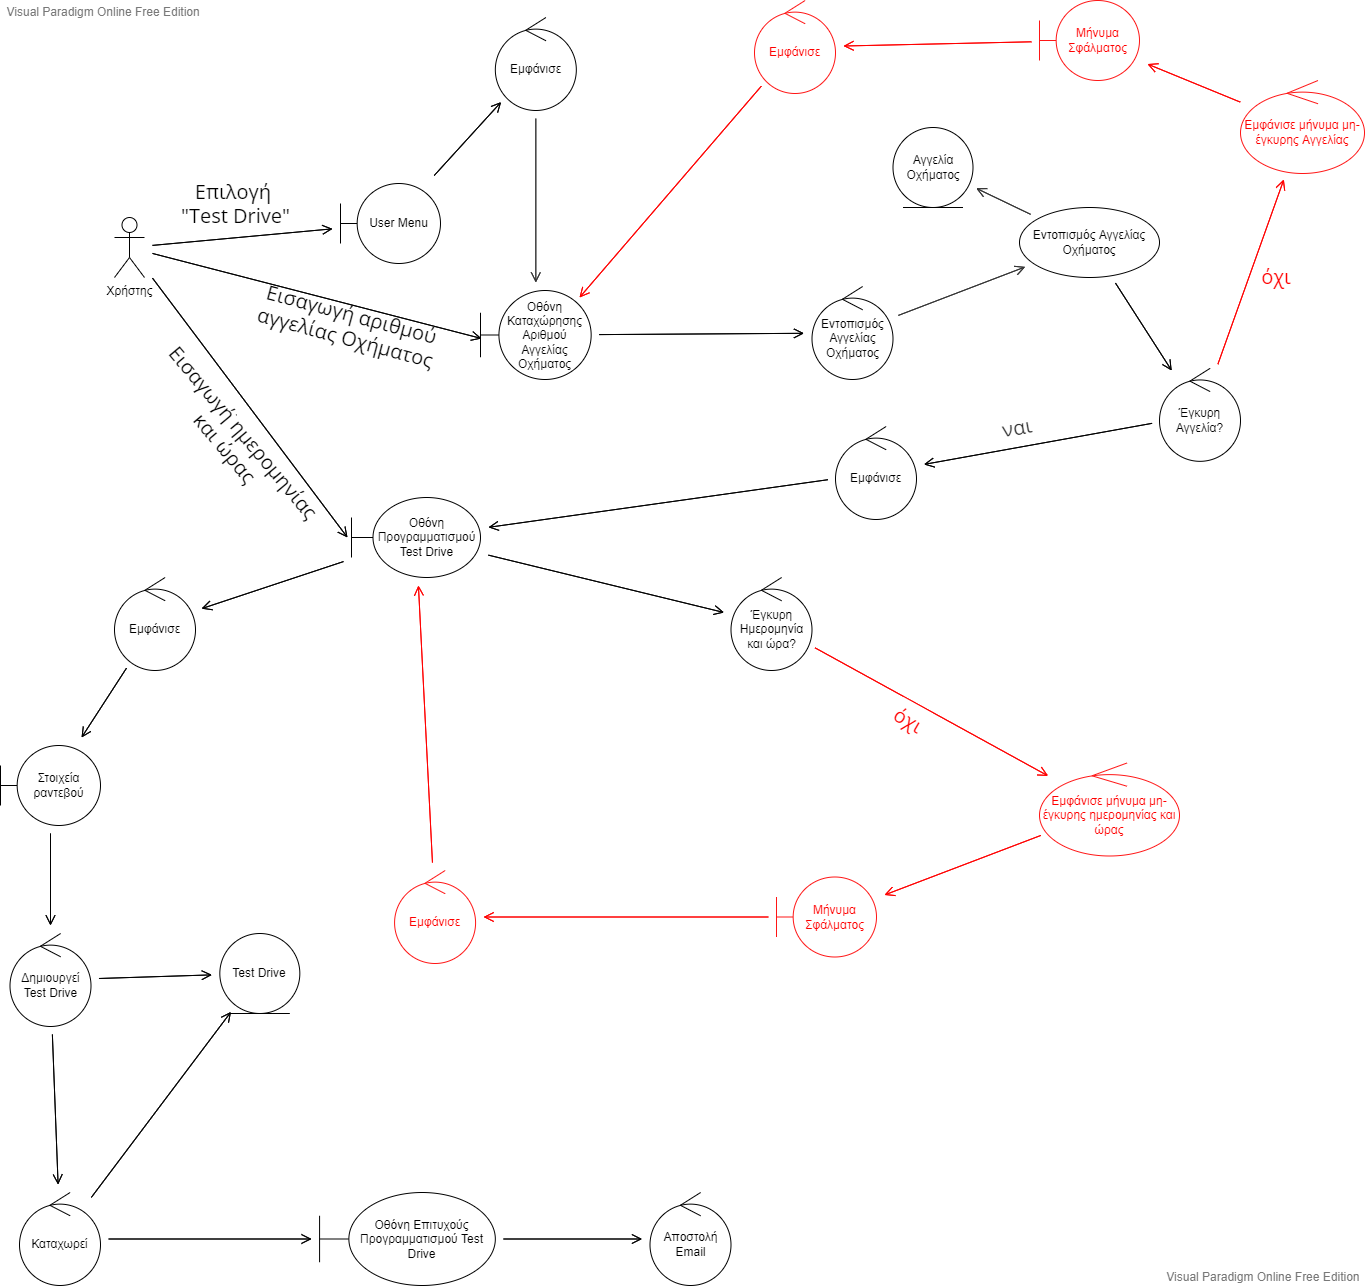 Visual Paradigm Online Free Edition
Εμφάνισε
Εμφάνισε
Μήνυμα
Σφάλματος
Εμφάνισε μήνυμα μη-
έγκυρης Αγγελίας
Αγγελία
Οχήματος
Επιλογή
"Test Drive"
User Menu
Εντοπισμός Αγγελίας
Οχήματος
Χρήστης
όχι
Εισαγωγή αριθμού
αγγελίας Οχήματος
Οθόνη
Καταχώρησης
Αριθμού
Αγγελίας
Οχήματος
Εντοπισμός
Αγγελίας
Οχήματος
Εισαγωγή ημερομηνίας
και ώρας
Έγκυρη
Αγγελία?
ναι
Εμφάνισε
Οθόνη
Προγραμματισμού
Test Drive
Εμφάνισε
Έγκυρη
Ημερομηνία
και ώρα?
όχι
Στοιχεία
ραντεβού
Εμφάνισε μήνυμα μη-
έγκυρης ημερομηνίας και
ώρας
Εμφάνισε
Μήνυμα
Σφάλματος
Δημιουργεί
Test Drive
Test Drive
Καταχωρεί
Οθόνη Επιτυχούς
Προγραμματισμού Test
Drive
Αποστολή
Email
Visual Paradigm Online Free Edition